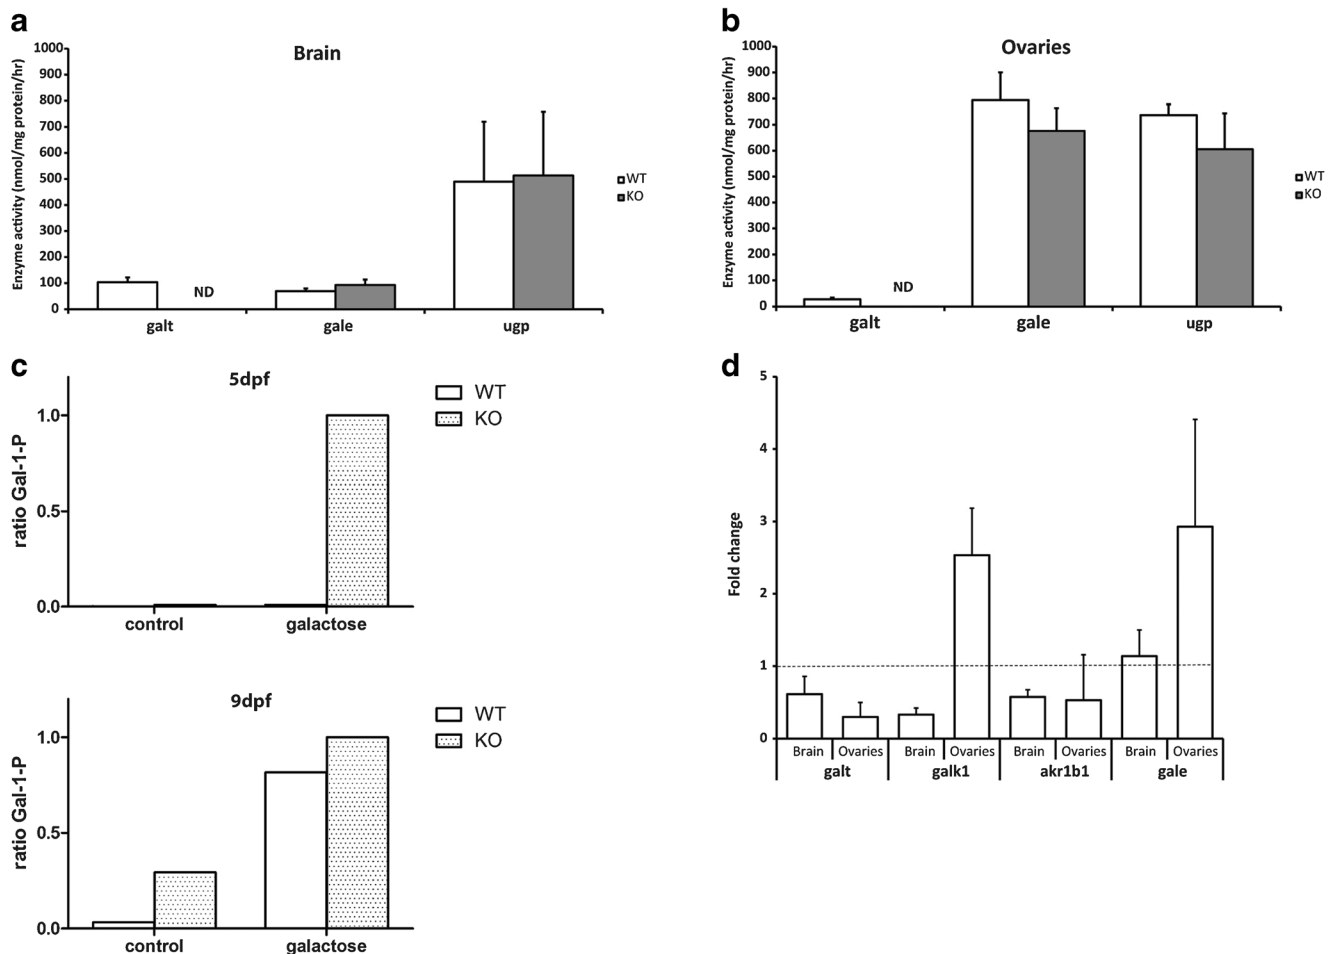 a
Brain
Enzyme activity (nmol/mg protein/hr)
1000
900
800
700
600
500
400
300
200
100
0
ND
galt
gale
ugp
WT
KO
b
Ovaries
Enzyme activity (nmol/mg protein/hr)
1000
900
800
700
600
500
400
300
200
100
0
ND
galt
gale
ugp
WT
KO
c
5dpf
ratio Gal-1-P
1.0
0.5
0.0
control
galactose
WT
KO
9dpf
ratio Gal-1-P
1.0
0.5
0.0
control
galactose
WT
KO
d
Fold change
5
4
3
2
1
0
Brain Ovaries Brain Ovaries Brain Ovaries Brain Ovaries
galt galk1 akr1b1 gale